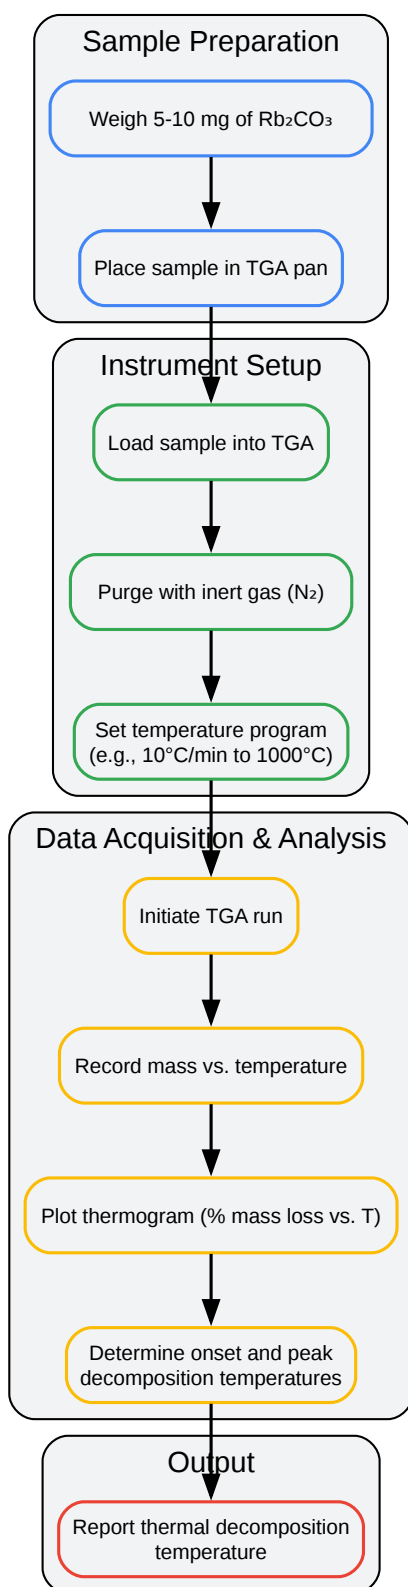 Sample Preparation
Weigh 5-10 mg of Rb₂CO₃
Place sample in TGA pan
Instrument Setup
Load sample into TGA
Purge with inert gas (N₂)
Set temperature program
(e.g., 10°C/min to 1000°C)
Data Acquisition & Analysis
Initiate TGA run
Record mass vs. temperature
Plot thermogram (% mass loss vs. T)
Determine onset and peak
decomposition temperatures
Output
Report thermal decomposition
temperature